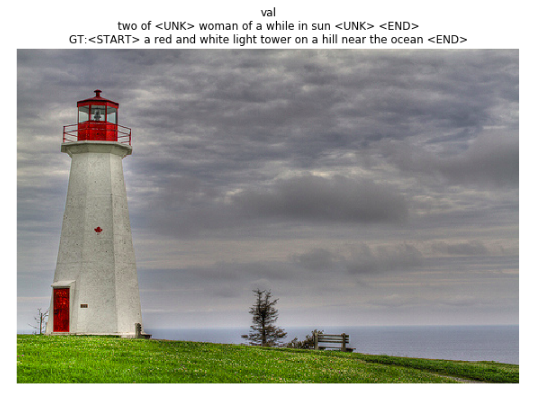 val
two of <UNK> woman of a while in sun <UNK> <END>
GT:<START> a red and white light tower on a hill near the ocean <END>